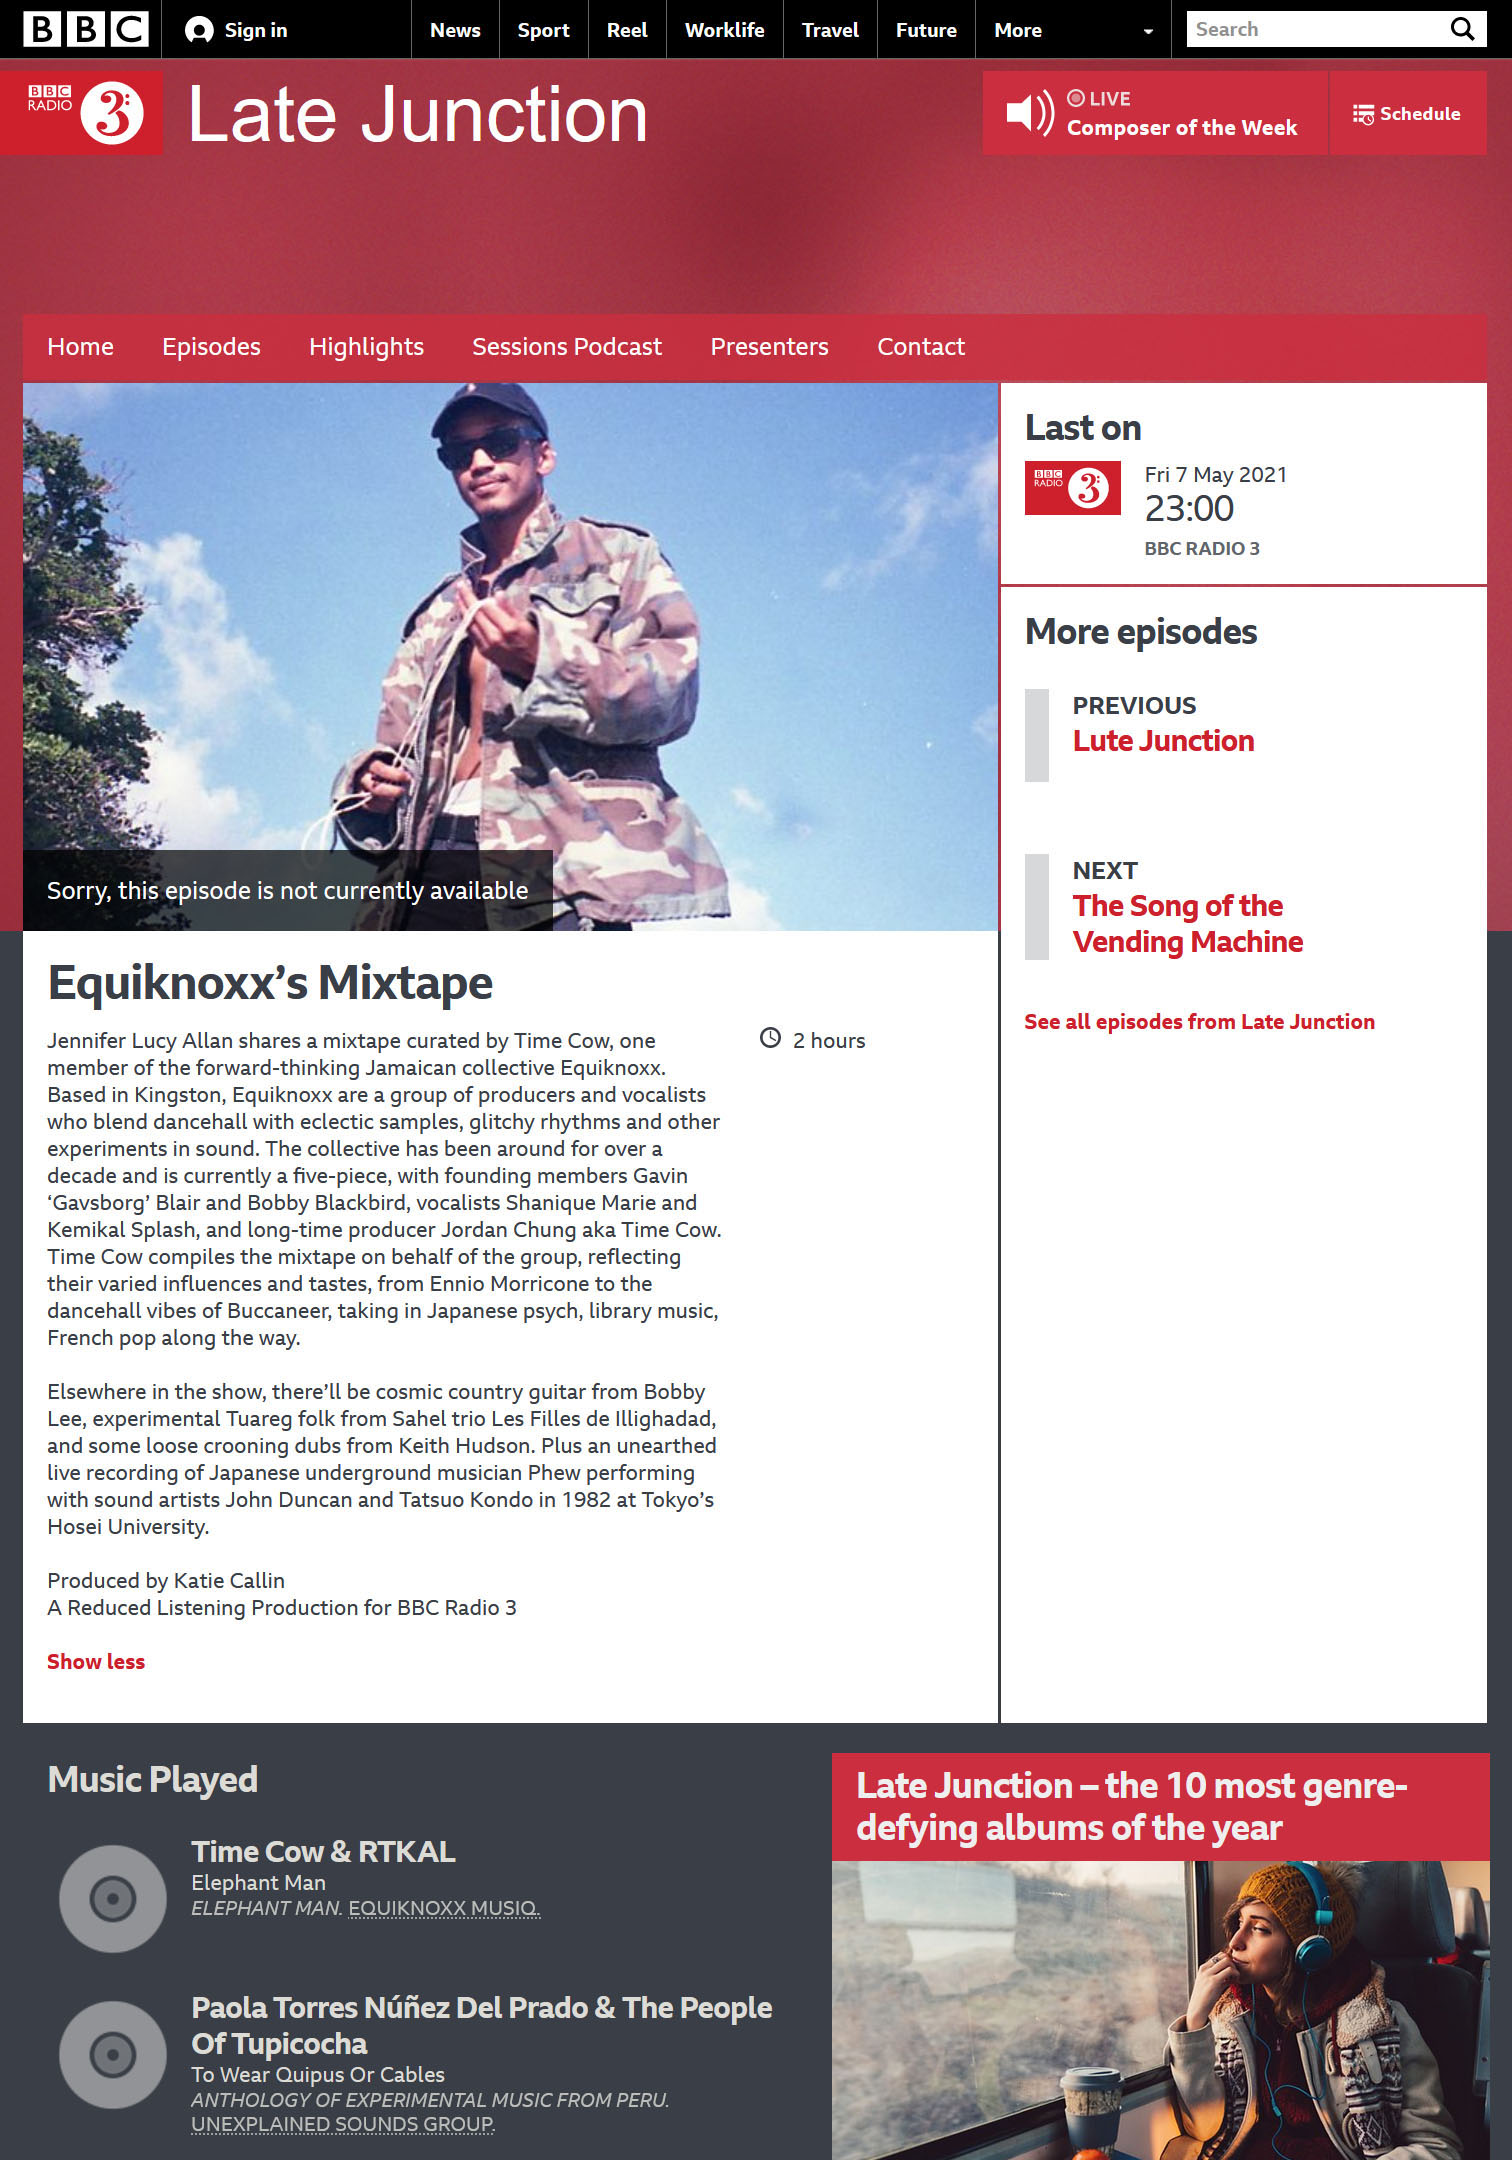 BBC
Sign in
News
Sport
Reel
Worklife
Travel
Future
More
Search
BBC
RADIO
3
Late Junction
LIVE
Composer of the Week
Schedule
Home
Episodes
Highlights
Sessions Podcast
Presenters
Contact
Sorry, this episode is not currently available
Equiknoxx’s Mixtape
Jennifer Lucy Allan shares a mixtape curated by Time Cow, one
member of the forward-thinking Jamaican collective Equiknoxx.
Based in Kingston, Equiknoxx are a group of producers and vocalists
who blend dancehall with eclectic samples, glitchy rhythms and other
experiments in sound. The collective has been around for over a
decade and is currently a five-piece, with founding members Gavin
‘Gavsborg’ Blair and Bobby Blackbird, vocalists Shanique Marie and
Kemikal Splash, and long-time producer Jordan Chung aka Time Cow.
Time Cow compiles the mixtape on behalf of the group, reflecting
their varied influences and tastes, from Ennio Morricone to the
dancehall vibes of Buccaneer, taking in Japanese psych, library music,
French pop along the way.
Elsewhere in the show, there’ll be cosmic country guitar from Bobby
Lee, experimental Tuareg folk from Sahel trio Les Filles de Illighadad,
and some loose crooning dubs from Keith Hudson. Plus an unearthed
live recording of Japanese underground musician Phew performing
with sound artists John Duncan and Tatsuo Kondo in 1982 at Tokyo’s
Hosei University.
Produced by Katie Callin
A Reduced Listening Production for BBC Radio 3
Show less
2 hours
Last on
BBC
RADIO
3
Fri 7 May 2021
23:00
BBC RADIO 3
More episodes
PREVIOUS
Lute Junction
NEXT
The Song of the
Vending Machine
See all episodes from Late Junction
Music Played
Time Cow & RTKAL
Elephant Man
ELEPHANT MAN. EQUIKNOXX MUSIQ.
Paola Torres Núñez Del Prado & The People
Of Tupicocha
To Wear Quipus Or Cables
ANTHOLOGY OF EXPERIMENTAL MUSIC FROM PERU.
UNEXPLAINED SOUNDS GROUP.
Late Junction – the 10 most genre-
defying albums of the year